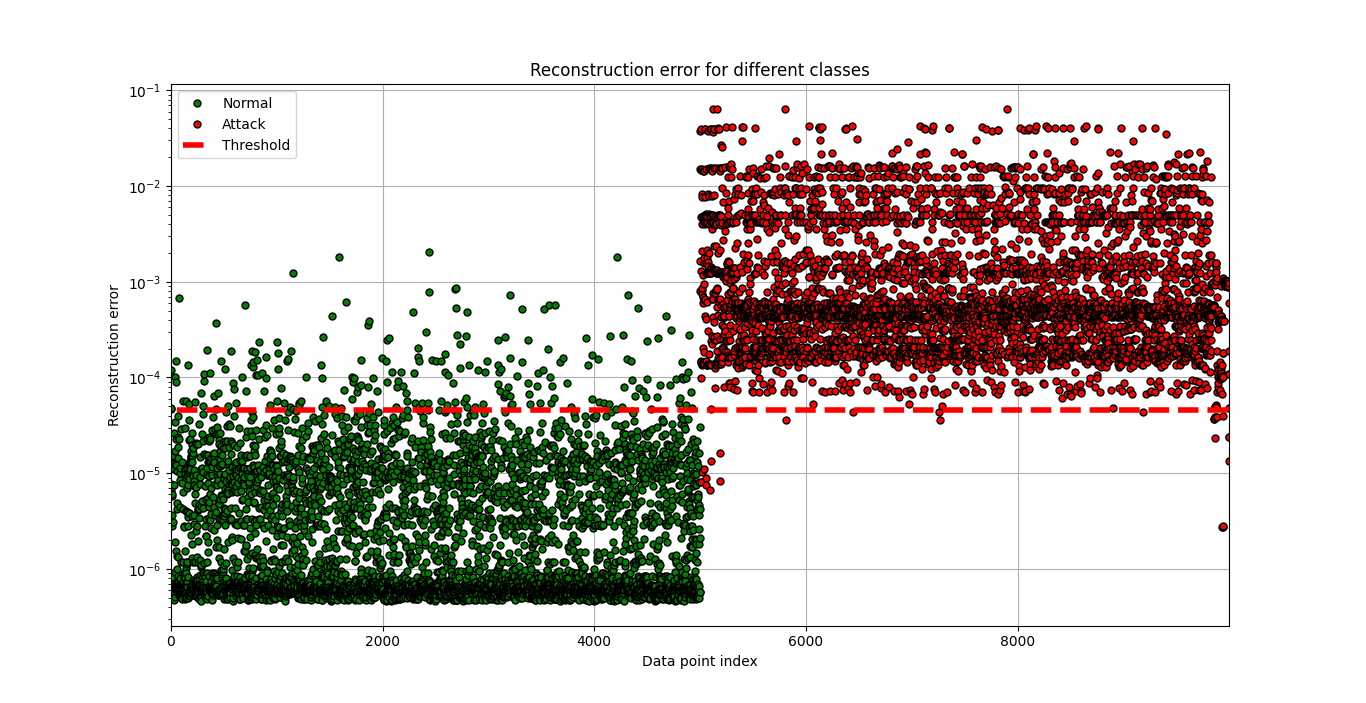 Reconstruction error for different classes
Normal
Attack
Threshold
Reconstruction error
10⁻¹
10⁻²
10⁻³
10⁻⁴
10⁻⁵
10⁻⁶
0
2000
4000
6000
8000
Data point index